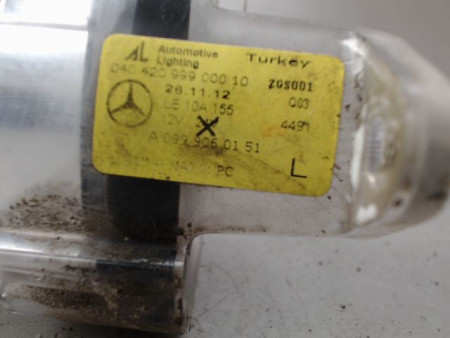 AL Automotive Lighting Turkey
040 420 999 000 10 ZGS001
26.11.12 Q03
LE 10A 155
12V 4491
A 099 906 01 51
PC L